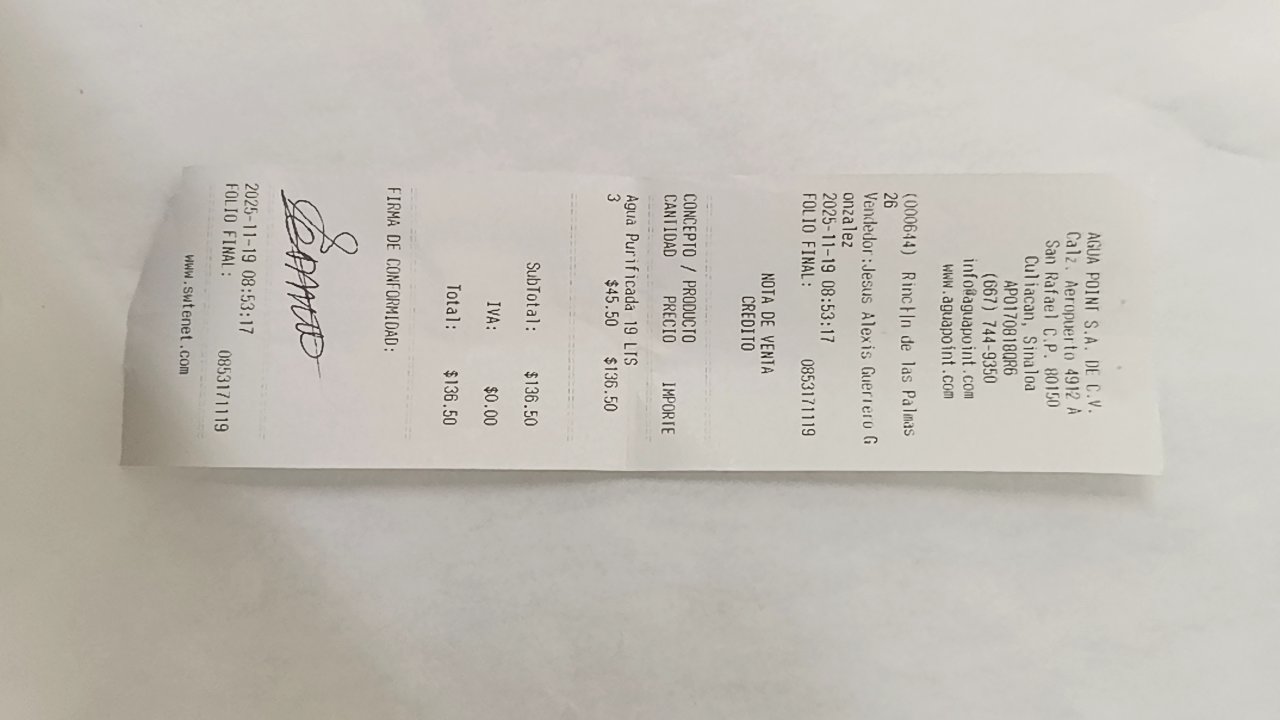 AGUA POINT S.A. DE C.V.
Calz. Aeropuerto 4912 A
San Rafael C.P. 80150
Culiacan, Sinaloa
APO170818QR6
(667) 744-9350
info@aguapoint.com
www.aguapoint.com
(000644) Rinc├│n de las Palmas
26
Vendedor:Jesus Alexis Guerrero G
onzalez
2025-11-19 08:53:17
FOLIO FINAL: 0853171119
NOTA DE VENTA
CREDITO
CONCEPTO / PRODUCTO
CANTIDAD PRECIO IMPORTE
Agua Purificada 19 LTS
3 $45.50 $136.50
SubTotal: $136.50
IVA: $0.00
Total: $136.50
FIRMA DE CONFORMIDAD:
2025-11-19 08:53:17
FOLIO FINAL: 0853171119
www.swtenet.com